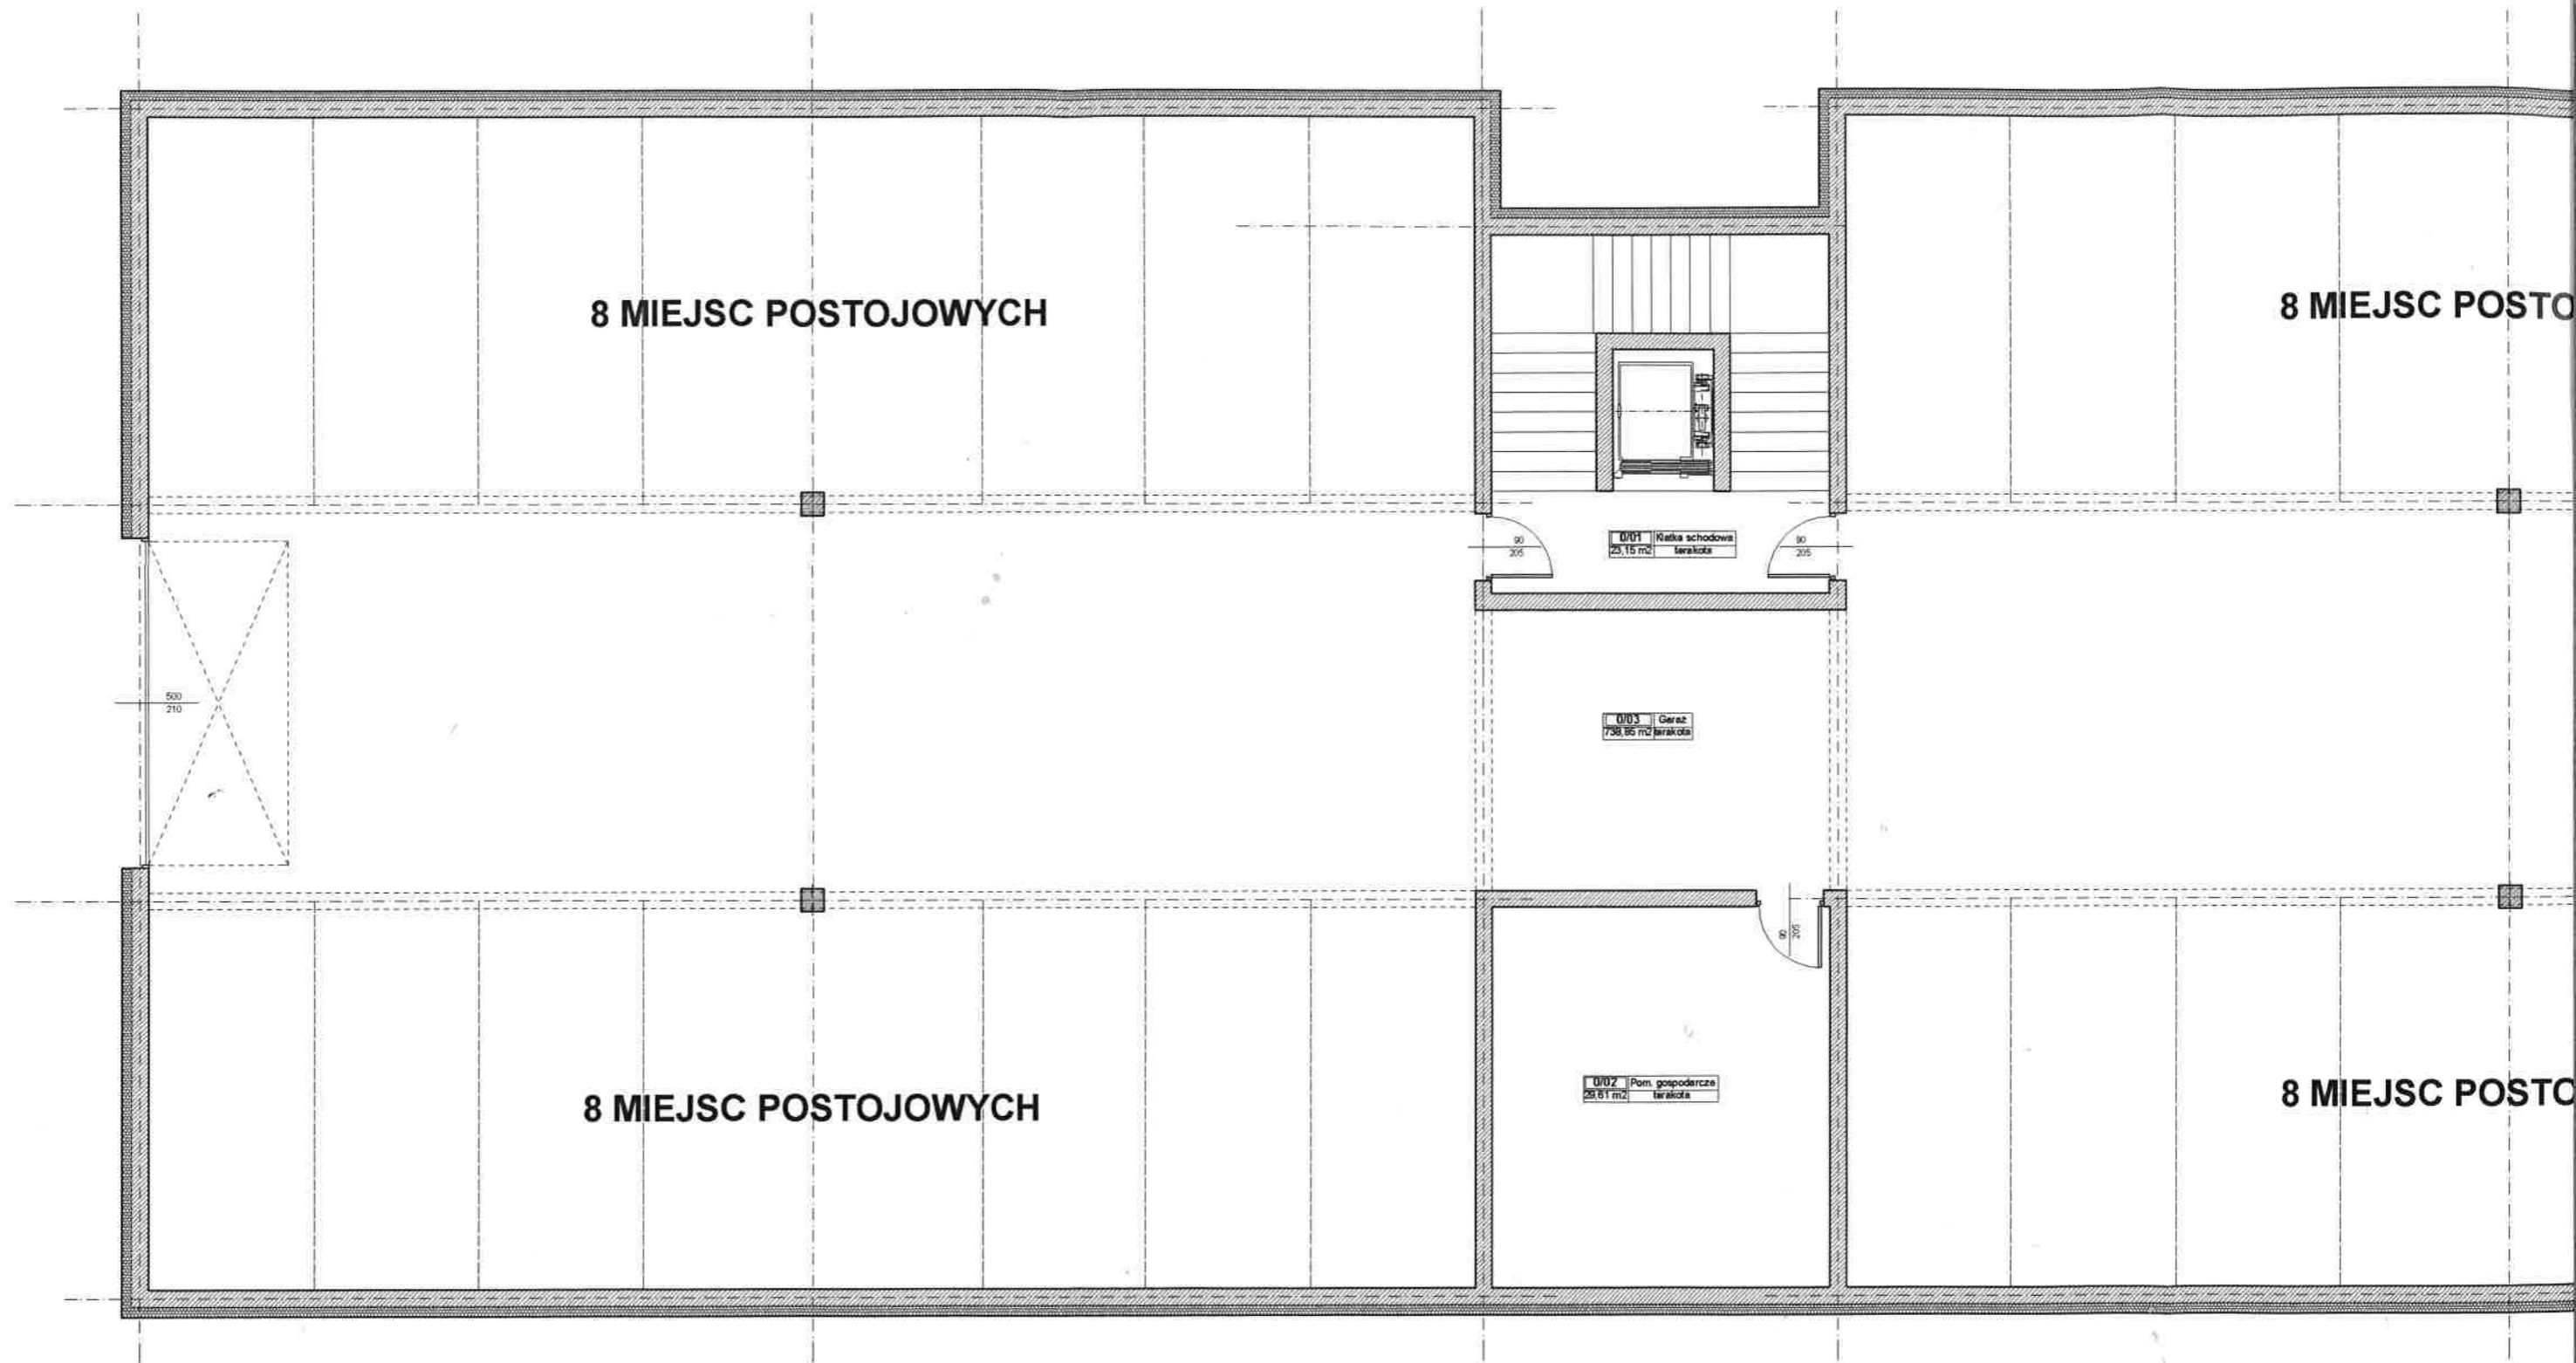 8 MIEJSC POSTOJOWYCH
8 MIEJSC POSTO
90
205
0/01 Klatka schodowa
23,15 m2 terakota
90
205
500
210
0/03 Garaż
738,85 m2 terakota
90
205
0/02 Pom. gospodarcze
29,61 m2 terakota
8 MIEJSC POSTOJOWYCH
8 MIEJSC POSTO